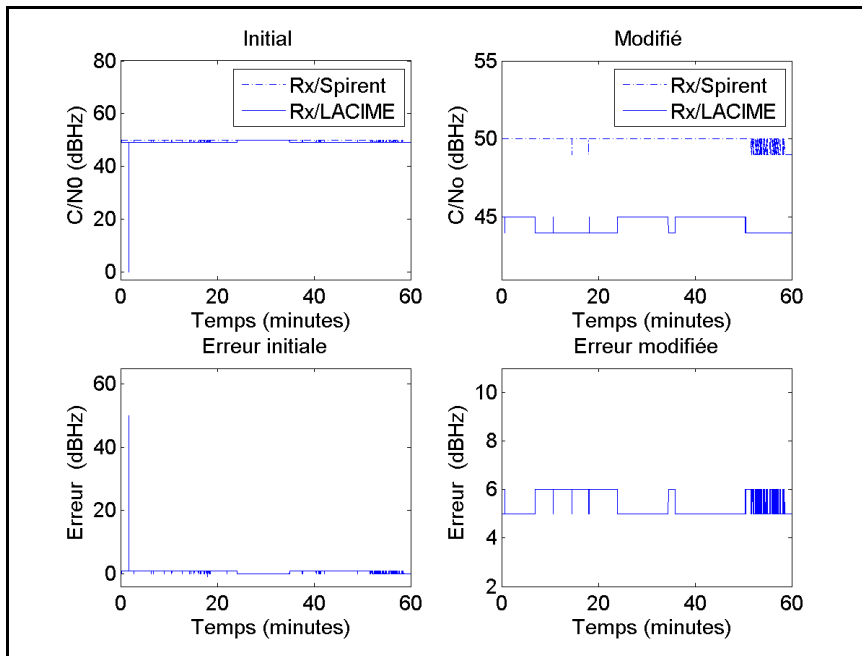 Initial
80
60
40
20
0
C/N0 (dBHz)
Rx/Spirent
Rx/LACIME
0 20 40 60
Temps (minutes)
Modifié
55
50
45
C/No (dBHz)
Rx/Spirent
Rx/LACIME
0 20 40 60
Temps (minutes)
Erreur initiale
60
40
20
0
Erreur (dBHz)
0 20 40 60
Temps (minutes)
Erreur modifiée
10
8
6
4
2
Erreur (dBHz)
0 20 40 60
Temps (minutes)